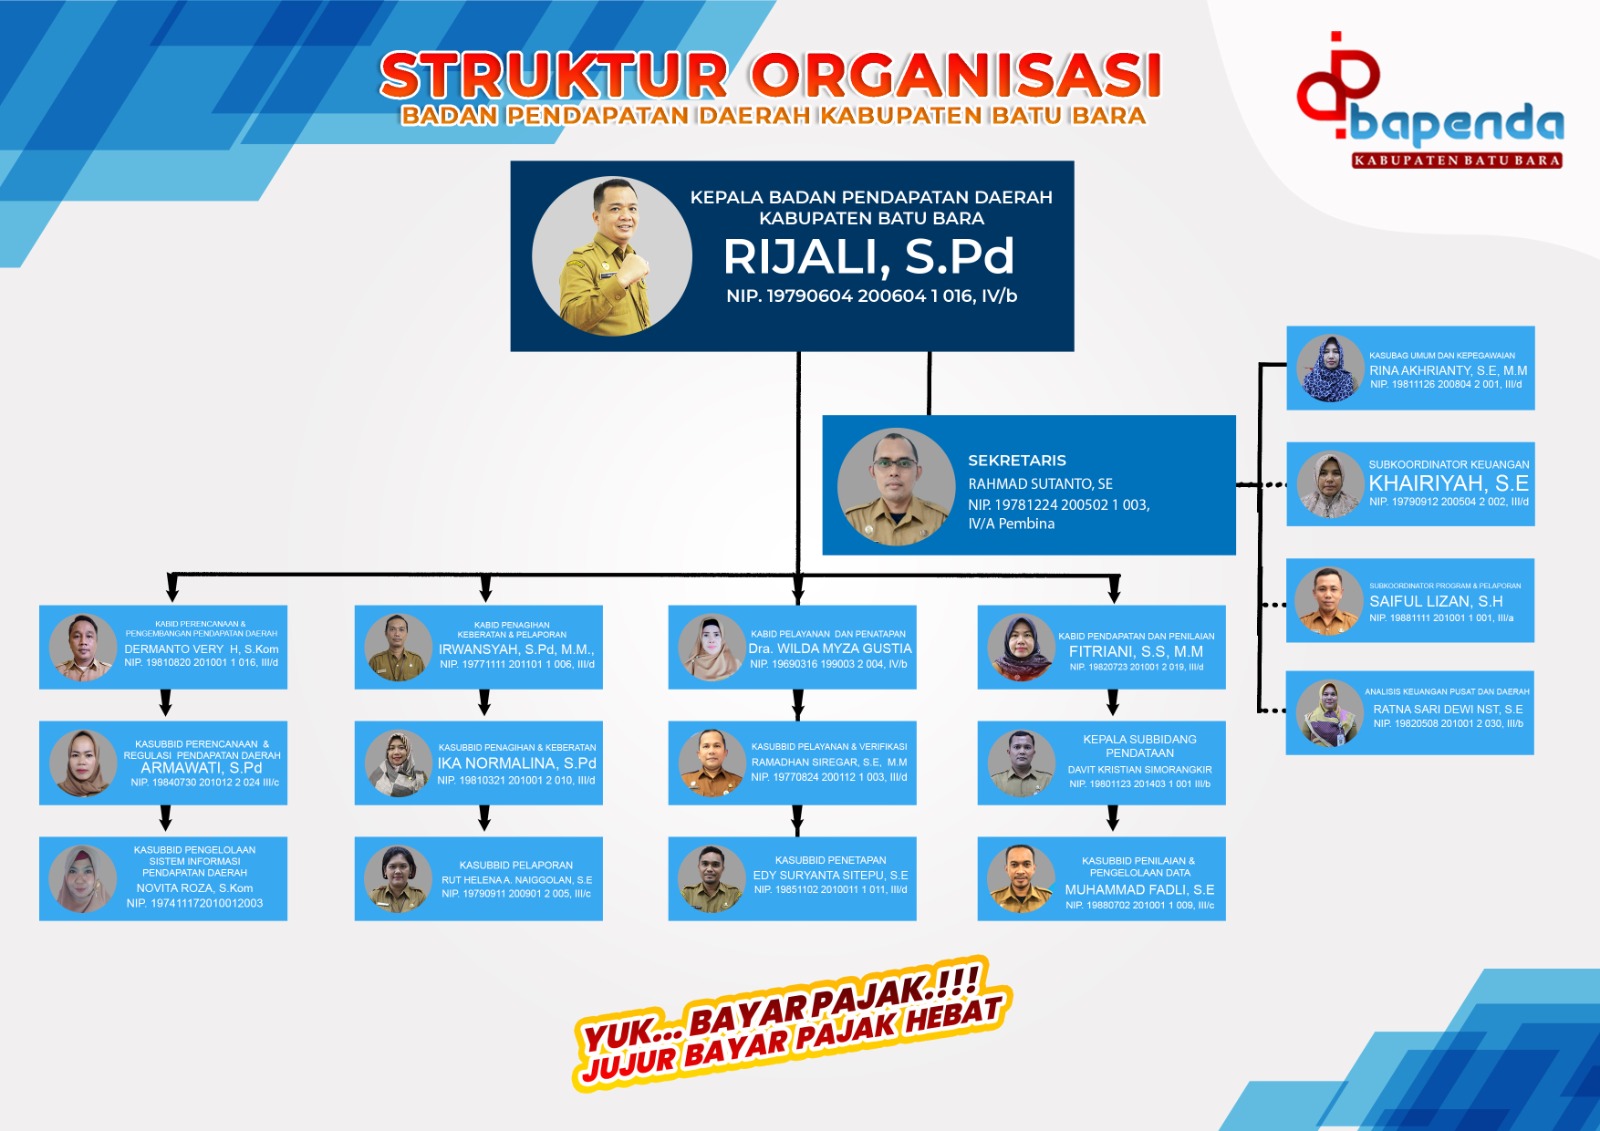 STRUKTUR ORGANISASI
BADAN PENDAPATAN DAERAH KABUPATEN BATU BARA
bapenda
KABUPATEN BATU BARA
KEPALA BADAN PENDAPATAN DAERAH
KABUPATEN BATU BARA
RIJALI, S.Pd
NIP. 19790604 200604 1 016, IV/b
SEKRETARIS
RAHMAD SUTANTO, SE
NIP. 19781224 200502 1 003,
IV/A Pembina
KASUBAG UMUM DAN KEPEGAWAIAN
RINA AKHRIANTY, S.E, M.M
NIP. 19811126 200804 2 001, III/d
SUBKOORDINATOR KEUANGAN
KHAIRIYAH, S.E
NIP. 19790912 200504 2 002, III/d
SUBKOORDINATOR PROGRAM & PELAPORAN
SAIFUL LIZAN, S.H
NIP. 19881111 201001 1 001, III/a
ANALISIS KEUANGAN PUSAT DAN DAERAH
RATNA SARI DEWI NST, S.E
NIP. 19820508 201001 2 030, III/b
KABID PERENCANAAN &
PENGEMBANGAN PENDAPATAN DAERAH
DERMANTO VERY H, S.Kom
NIP. 19810820 201001 1 016, III/d
KABID PENAGIHAN
KEBERATAN & PELAPORAN
IRWANSYAH, S.Pd, M.M.,
NIP. 19771111 201101 1 006, III/d
KABID PELAYANAN DAN PENATAPAN
Dra. WILDA MYZA GUSTIA
NIP. 19690316 199003 2 004, IV/b
KABID PENDAPATAN DAN PENILAIAN
FITRIANI, S.S, M.M
NIP. 19820723 201001 2 019, III/d
KASUBBID PERENCANAAN &
REGULASI PENDAPATAN DAERAH
ARMAWATI, S.Pd
NIP. 19840730 201012 2 024 III/c
KASUBBID PENAGIHAN & KEBERATAN
IKA NORMALINA, S.Pd
NIP. 19810321 201001 2 010, III/d
KASUBBID PELAYANAN & VERIFIKASI
RAMADHAN SIREGAR, S.E, M.M
NIP. 19770824 200112 1 003, III/d
KEPALA SUBBIDANG
PENDATAAN
DAVIT KRISTIAN SIMORANGKIR
NIP. 19801123 201403 1 001 III/b
KASUBBID PENGELOLAAN
SISTEM INFORMASI
PENDAPATAN DAERAH
NOVITA ROZA, S.Kom
NIP. 197411172010012003
KASUBBID PELAPORAN
RUT HELENA A. NAIGGOLAN, S.E
NIP. 19790911 200901 2 005, III/c
KASUBBID PENETAPAN
EDY SURYANTA SITEPU, S.E
NIP. 19851102 2010011 1 011, III/d
KASUBBID PENILAIAN &
PENGELOLAAN DATA
MUHAMMAD FADLI, S.E
NIP. 19880702 201001 1 009, III/c
YUK... BAYAR PAJAK.!!!
JUJUR BAYAR PAJAK HEBAT